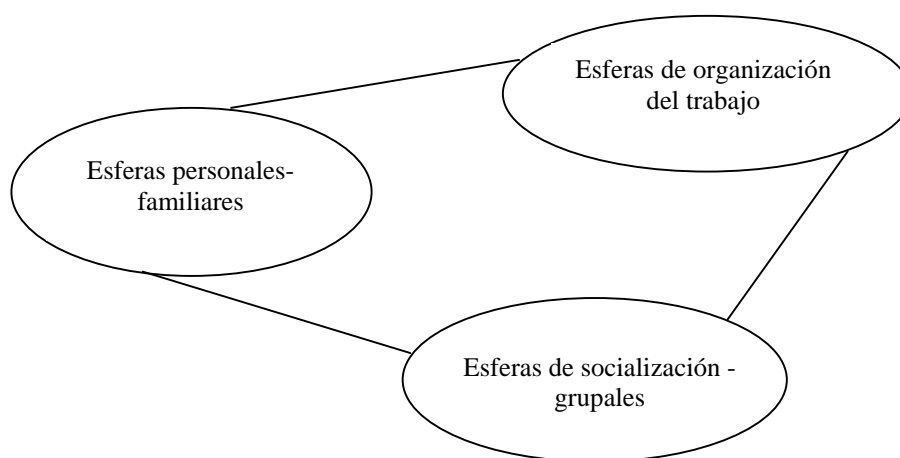 Esferas de organización
del trabajo
Esferas personales-
familiares
Esferas de socialización -
grupales